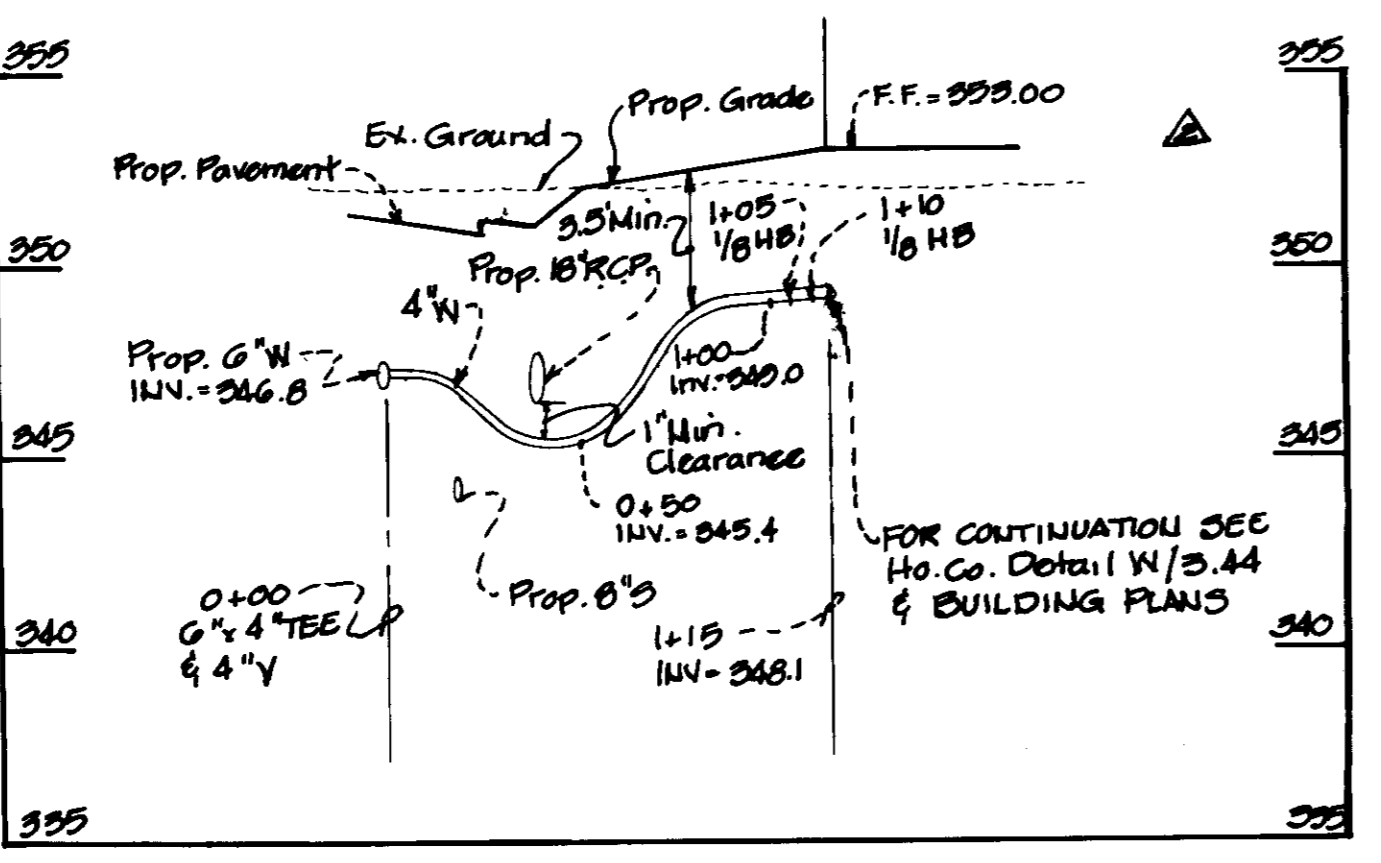 355
355
Prop. Grade
F.F. = 353.00
2
Ex. Ground
Prop. Pavement
3.5' Min.
1+05
1/8 HB
1+10
1/8 HB
350
350
Prop. 18" RCP
4"W
Prop. 6"W
INV. = 346.8
1+00
Inv. =
345
345
1" Min.
Clearance
0+50
INV. = 345.4
Prop. 8"S
FOR CONTINUATION SEE
Ho. Co. Detail W/3.44
& BUILDING PLANS
0+00
6" x 4" TEE
& 4"V
340
340
1+15
INV = 348.1
335
335